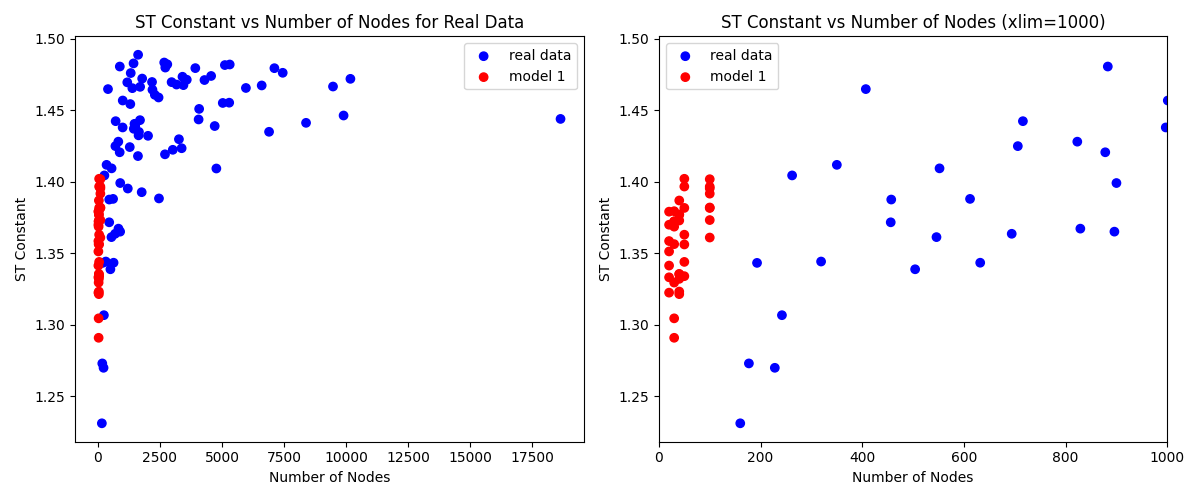 ST Constant vs Number of Nodes for Real Data
1.50
1.45
1.40
1.35
1.30
1.25
ST Constant
0
2500
5000
7500
10000
12500
15000
17500
Number of Nodes
real data
model 1
ST Constant vs Number of Nodes (xlim=1000)
1.50
1.45
1.40
1.35
1.30
1.25
ST Constant
0
200
400
600
800
1000
Number of Nodes
real data
model 1